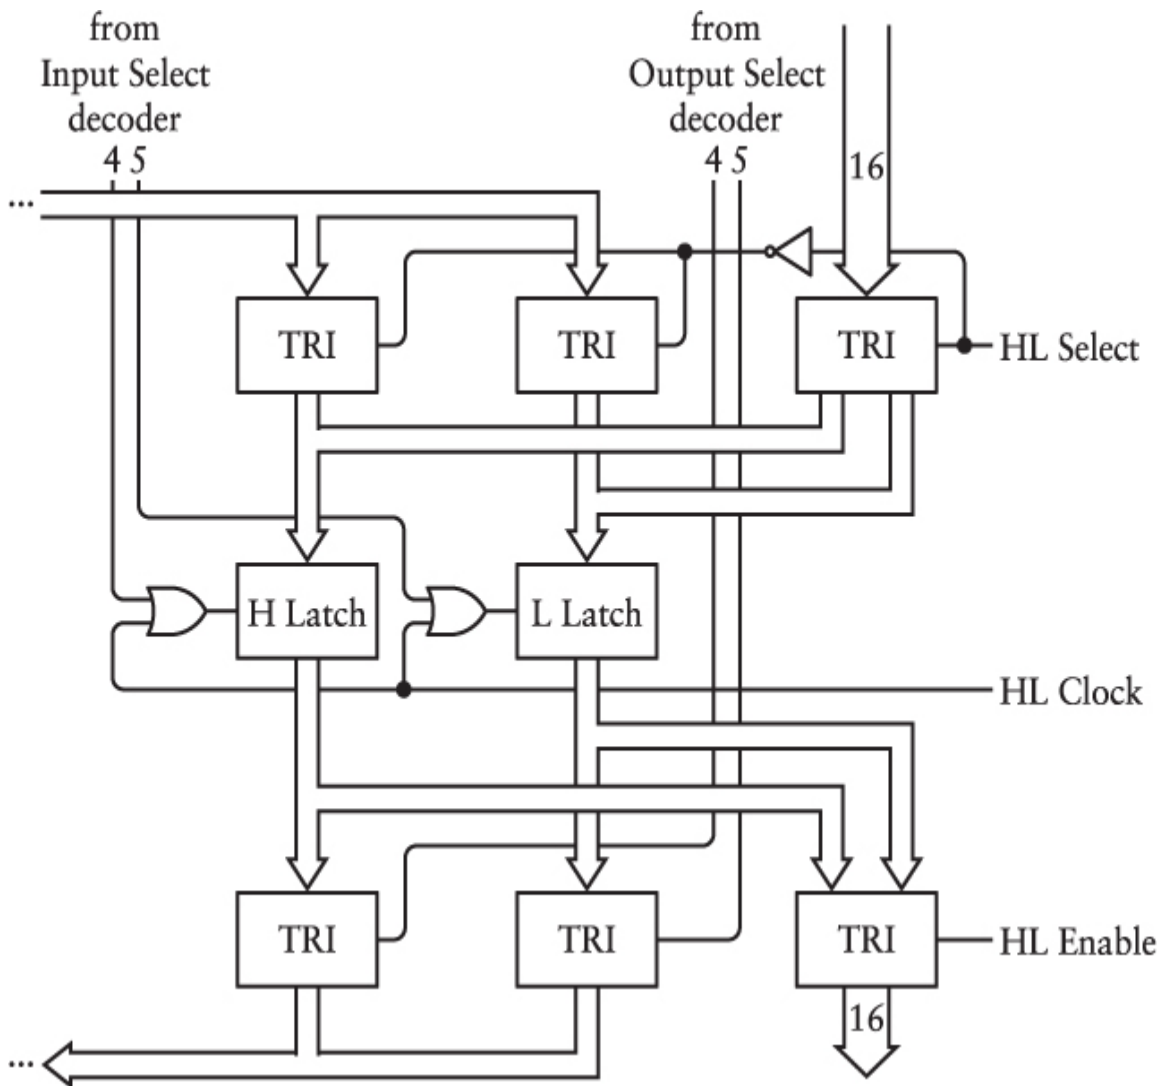 from
Input Select
decoder
4 5
from
Output Select
decoder
4 5
16
...
TRI
TRI
TRI
HL Select
H Latch
L Latch
HL Clock
TRI
TRI
TRI
HL Enable
16
...